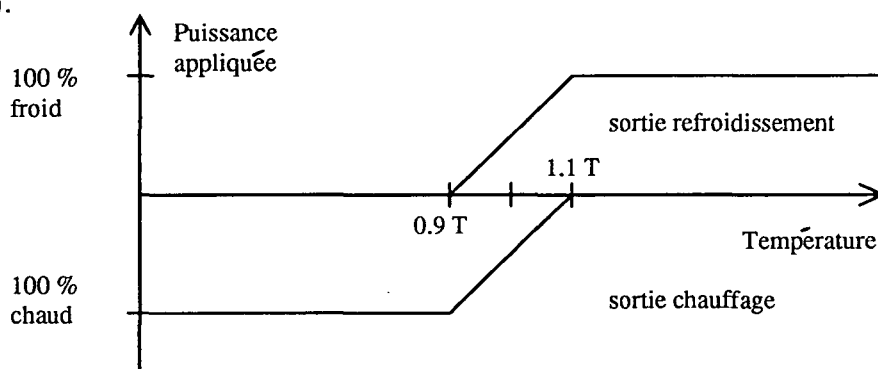 ).
Puissance
appliquée
100 %
froid
sortie refroidissement
1.1 T
0.9 T
Température
100 %
chaud
sortie chauffage